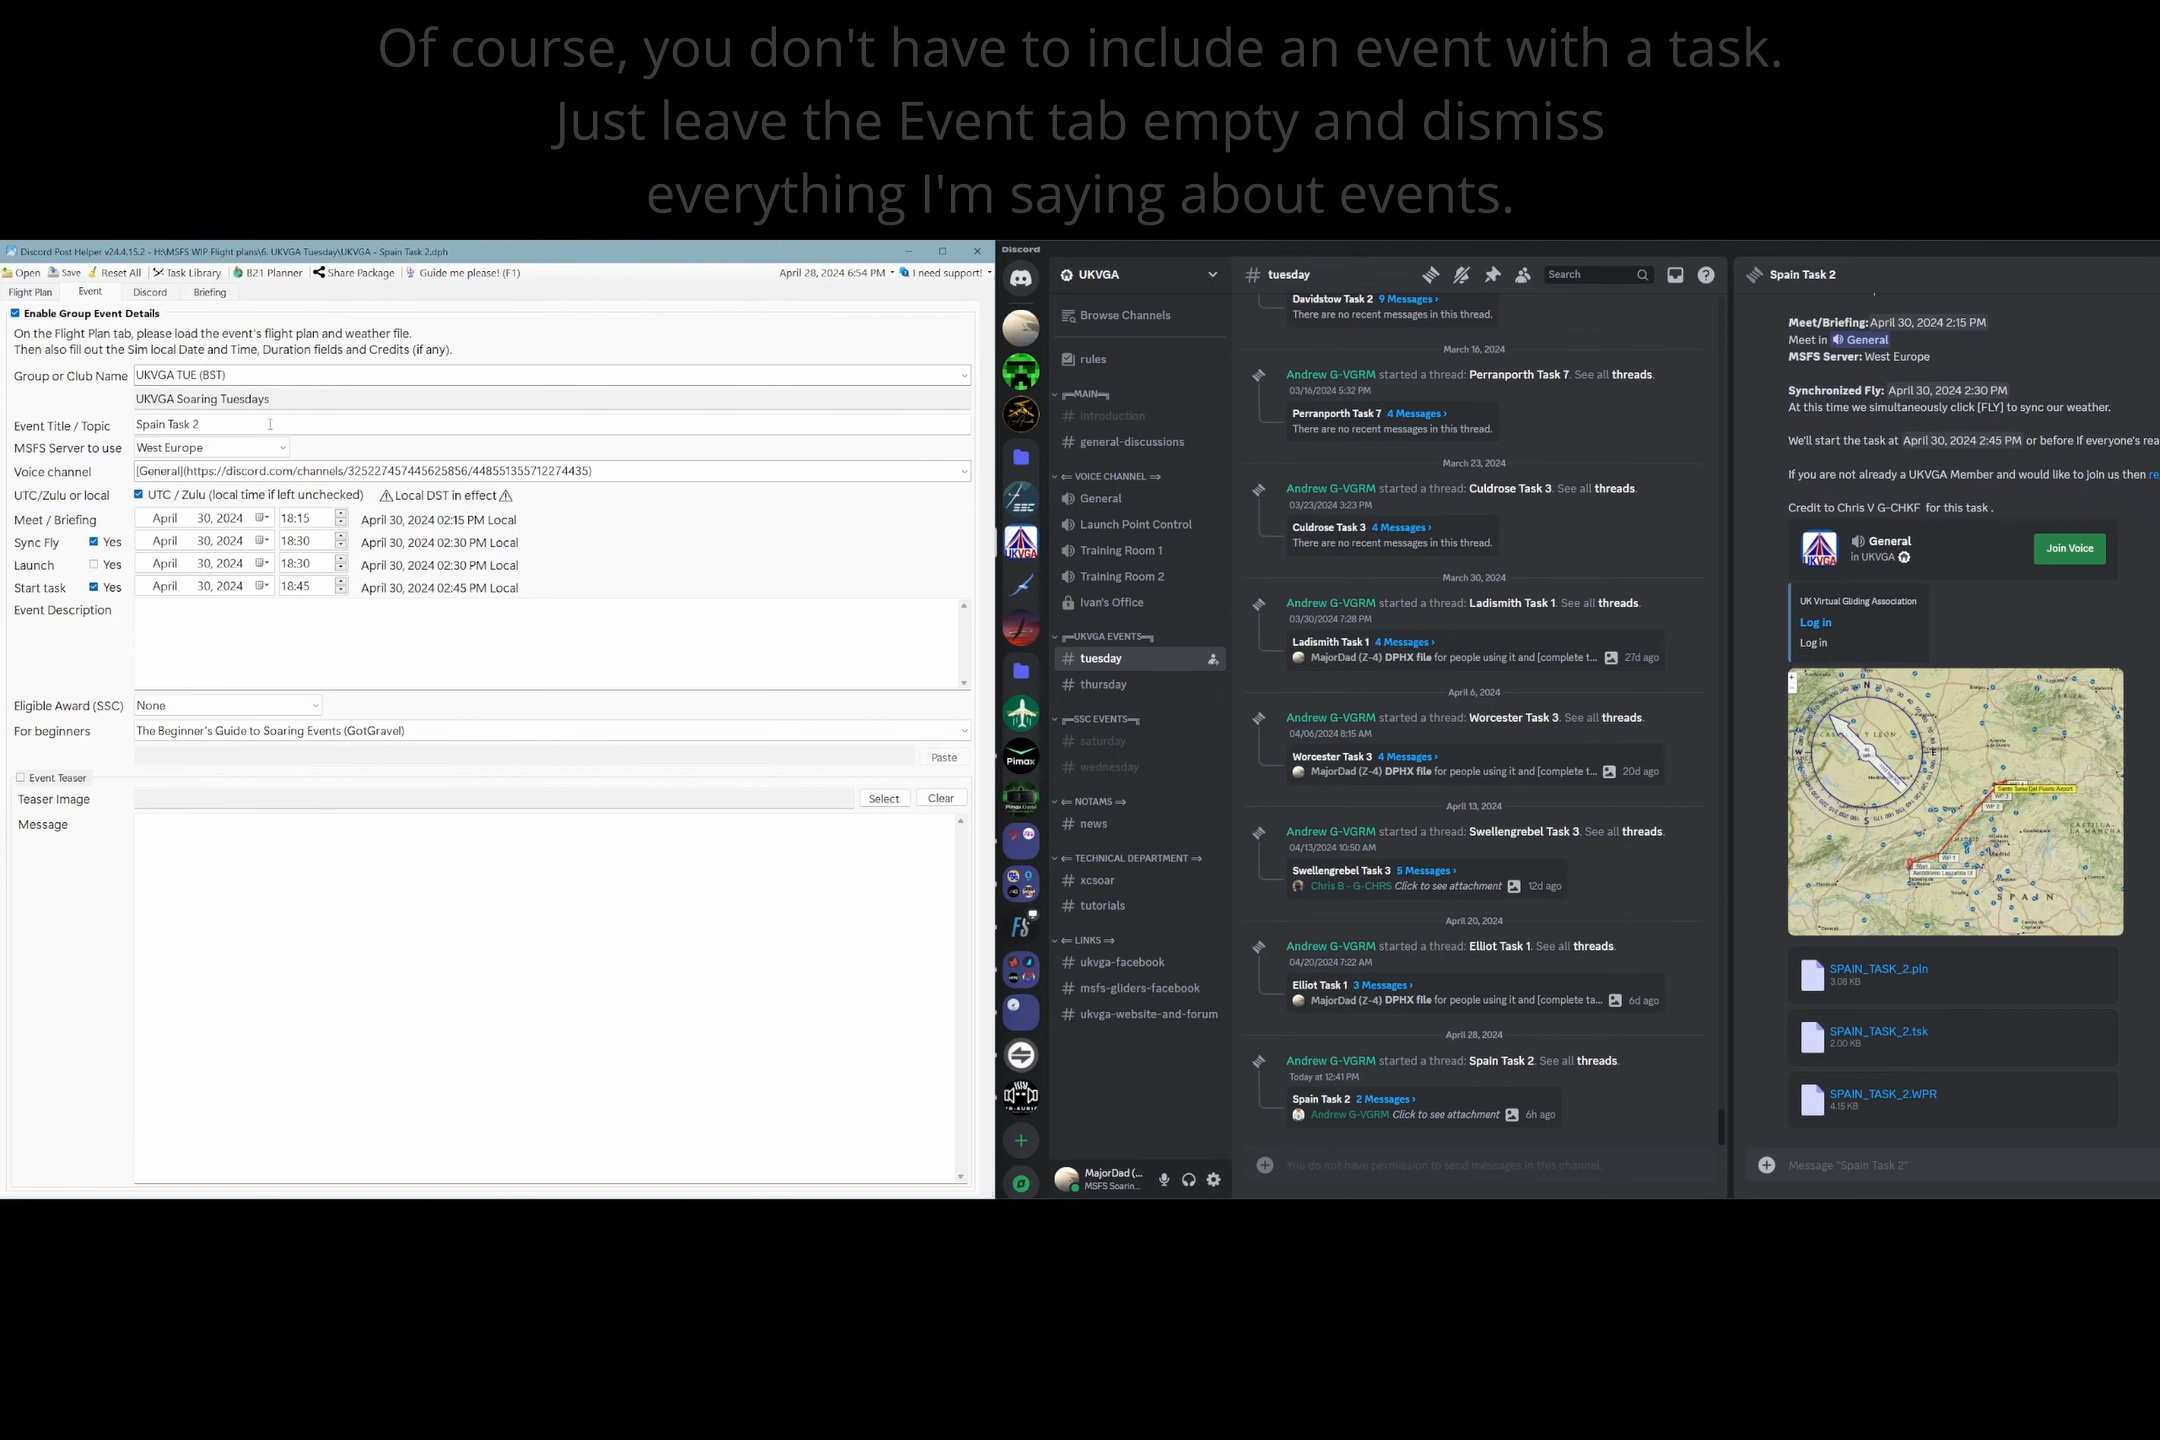 Of course, you don't have to include an event with a task.
Just leave the Event tab empty and dismiss
everything I'm saying about events.
Discord Post Helper v24.4.15.2 - H:\MSFS WIP Flight plans\6. UKVGA Tuesday\UKVGA - Spain Task 2.dph
Open Save Reset All Task Library B21 Planner Share Package Guide me please! (F1) April 28, 2024 6:54 PM I need support!
Flight Plan Event Discord Briefing
Enable Group Event Details
On the Flight Plan tab, please load the event's flight plan and weather file.
Then also fill out the Sim local Date and Time, Duration fields and Credits (if any).
Group or Club Name UKVGA TUE (BST)
UKVGA Soaring Tuesdays
Event Title / Topic Spain Task 2
MSFS Server to use West Europe
Voice channel [General](https://discord.com/channels/325227457445625856/448551355712274435)
UTC/Zulu or local UTC / Zulu (local time if left unchecked) ⚠Local DST in effect⚠
Meet / Briefing April 30, 2024 18:15 April 30, 2024 02:15 PM Local
Sync Fly Yes April 30, 2024 18:30 April 30, 2024 02:30 PM Local
Launch Yes April 30, 2024 18:30 April 30, 2024 02:30 PM Local
Start task Yes April 30, 2024 18:45 April 30, 2024 02:45 PM Local
Event Description
Eligible Award (SSC) None
For beginners The Beginner's Guide to Soaring Events (GotGravel)
Paste
Event Teaser
Teaser Image Select Clear
Message
Discord
UKVGA
Browse Channels
rules
MAIN
introduction
general-discussions
VOICE CHANNEL
General
Launch Point Control
Training Room 1
Training Room 2
Ivan's Office
UKVGA EVENTS
# tuesday
# thursday
SSC EVENTS
saturday
wednesday
NOTAMS
# news
TECHNICAL DEPARTMENT
# xcsoar
# tutorials
LINKS
# ukvga-facebook
# msfs-gliders-facebook
# ukvga-website-and-forum
MajorDad (...
MSFS Soarin...
UKVGA
Pimax
Pimax Crystal
FS
# tuesday Search
Davidstow Task 2 9 Messages ›
There are no recent messages in this thread.
March 16, 2024
Andrew G-VGRM started a thread: Perranporth Task 7. See all threads.
03/16/2024 5:32 PM
Perranporth Task 7 4 Messages ›
There are no recent messages in this thread.
March 23, 2024
Andrew G-VGRM started a thread: Culdrose Task 3. See all threads.
03/23/2024 3:23 PM
Culdrose Task 3 4 Messages ›
There are no recent messages in this thread.
March 30, 2024
Andrew G-VGRM started a thread: Ladismith Task 1. See all threads.
03/30/2024 7:28 PM
Ladismith Task 1 4 Messages ›
MajorDad (Z-4) DPHX file for people using it and [complete t... 27d ago
April 6, 2024
Andrew G-VGRM started a thread: Worcester Task 3. See all threads.
04/06/2024 8:15 AM
Worcester Task 3 4 Messages ›
MajorDad (Z-4) DPHX file for people using it and [complete t... 20d ago
April 13, 2024
Andrew G-VGRM started a thread: Swellengrebel Task 3. See all threads.
04/13/2024 10:50 AM
Swellengrebel Task 3 5 Messages ›
Chris B - G-CHRS Click to see attachment 12d ago
April 20, 2024
Andrew G-VGRM started a thread: Elliot Task 1. See all threads.
04/20/2024 7:22 AM
Elliot Task 1 3 Messages ›
MajorDad (Z-4) DPHX file for people using it and [complete ta... 6d ago
April 28, 2024
Andrew G-VGRM started a thread: Spain Task 2. See all threads.
Today at 12:41 PM
Spain Task 2 2 Messages ›
Andrew G-VGRM Click to see attachment 6h ago
You do not have permission to send messages in this channel.
Spain Task 2
Meet/Briefing: April 30, 2024 2:15 PM
Meet in General
MSFS Server: West Europe
Synchronized Fly: April 30, 2024 2:30 PM
At this time we simultaneously click [FLY] to sync our weather.
We'll start the task at April 30, 2024 2:45 PM or before if everyone's rea
If you are not already a UKVGA Member and would like to join us then re
Credit to Chris V G-CHKF for this task .
General
in UKVGA
Join Voice
UK Virtual Gliding Association
Log in
Log in
Santo Tome Del Puerto Airport
WP 3
WP 2
WP 1
Start
SPAIN
SPAIN_TASK_2.pln
3.08 KB
SPAIN_TASK_2.tsk
2.00 KB
SPAIN_TASK_2.WPR
4.15 KB
Message "Spain Task 2"